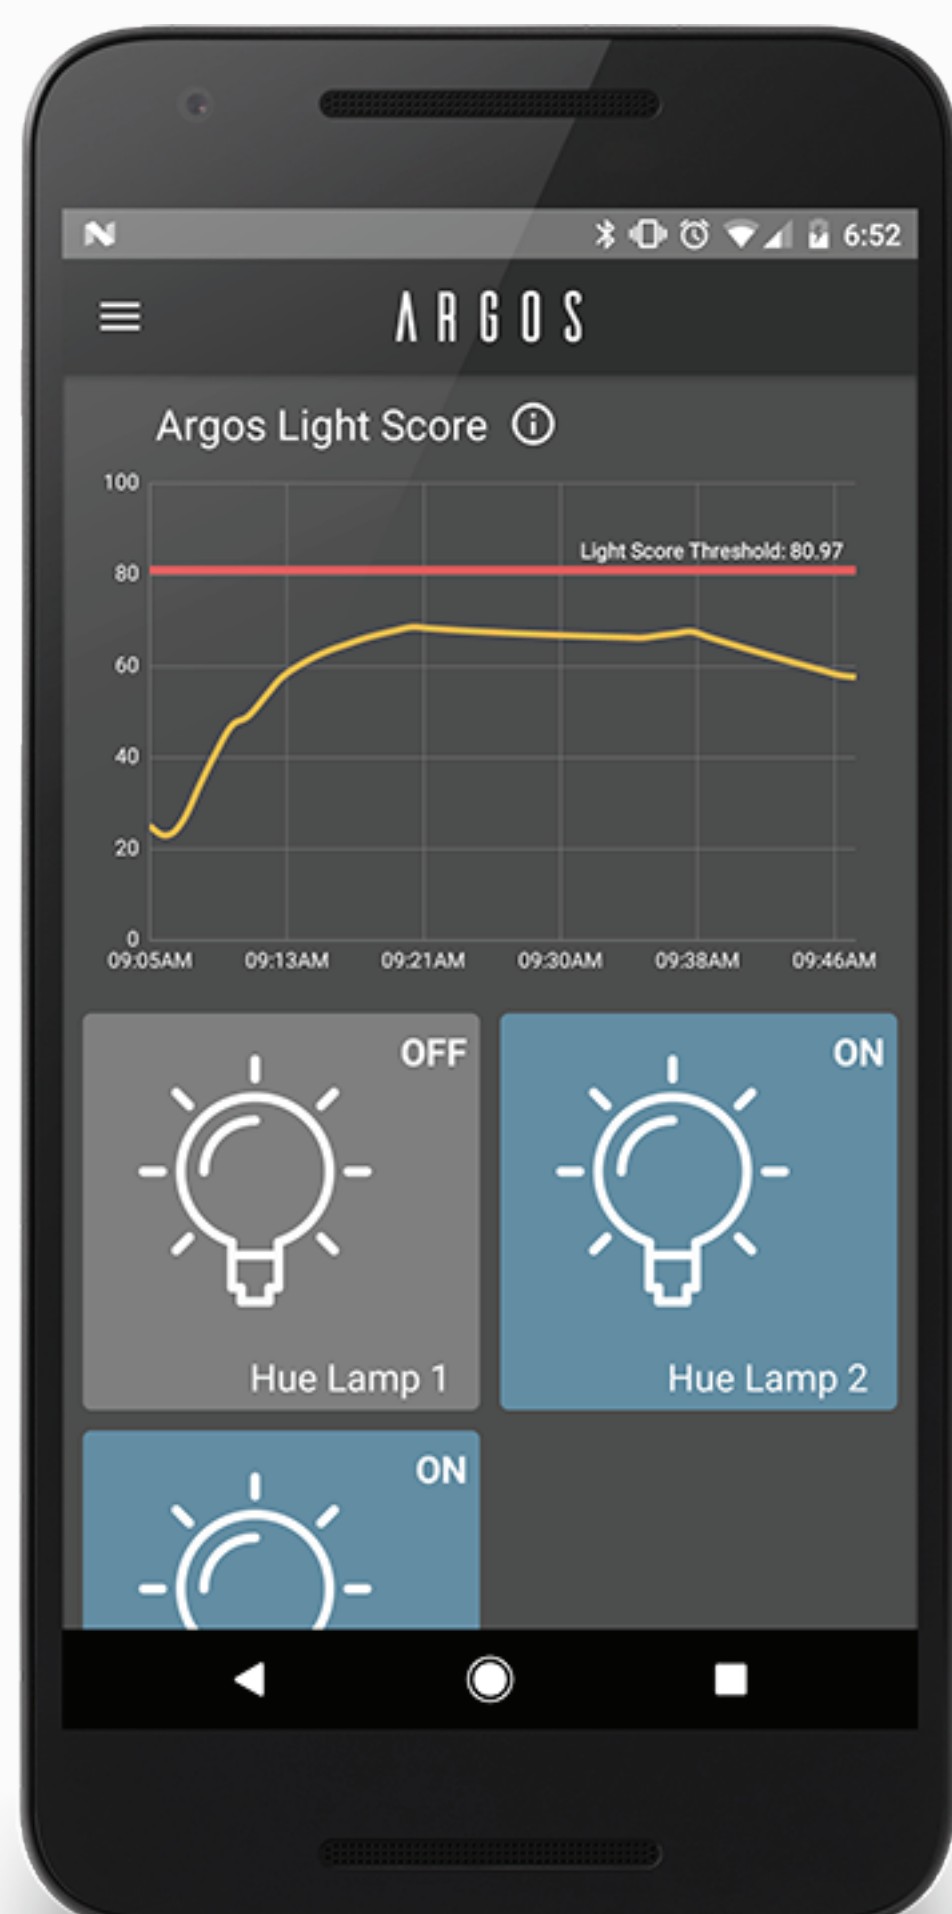 6:52
ARGOS
Argos Light Score
100
Light Score Threshold: 80.97
80
60
40
20
0
09:05AM 09:13AM 09:21AM 09:30AM 09:38AM 09:46AM
OFF
ON
Hue Lamp 1
Hue Lamp 2
ON